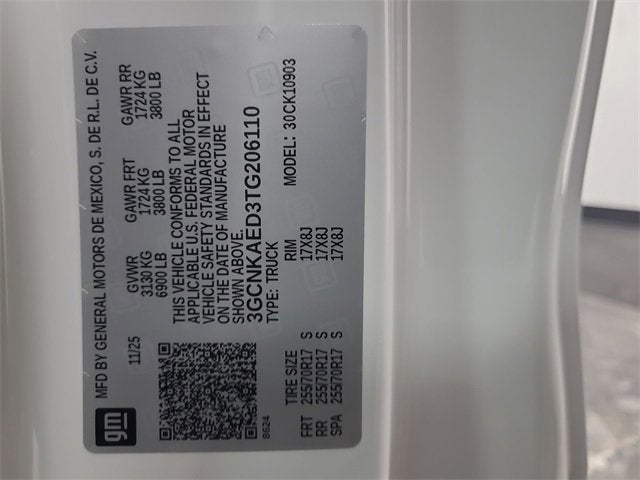 gm
MFD BY GENERAL MOTORS DE MEXICO, S. DE R.L. DE C.V.
11/25 GVWR GAWR FRT GAWR RR
3130 KG 1724 KG 1724 KG
6900 LB 3800 LB 3800 LB
THIS VEHICLE CONFORMS TO ALL
APPLICABLE U.S. FEDERAL MOTOR
VEHICLE SAFETY STANDARDS IN EFFECT
ON THE DATE OF MANUFACTURE
SHOWN ABOVE.
3GCNKAED3TG206110
TYPE: TRUCK
8624
MODEL: 30CK10903
TIRE SIZE RIM
FRT 255/70R17 S 17X8J
RR 255/70R17 S 17X8J
SPA 255/70R17 S 17X8J